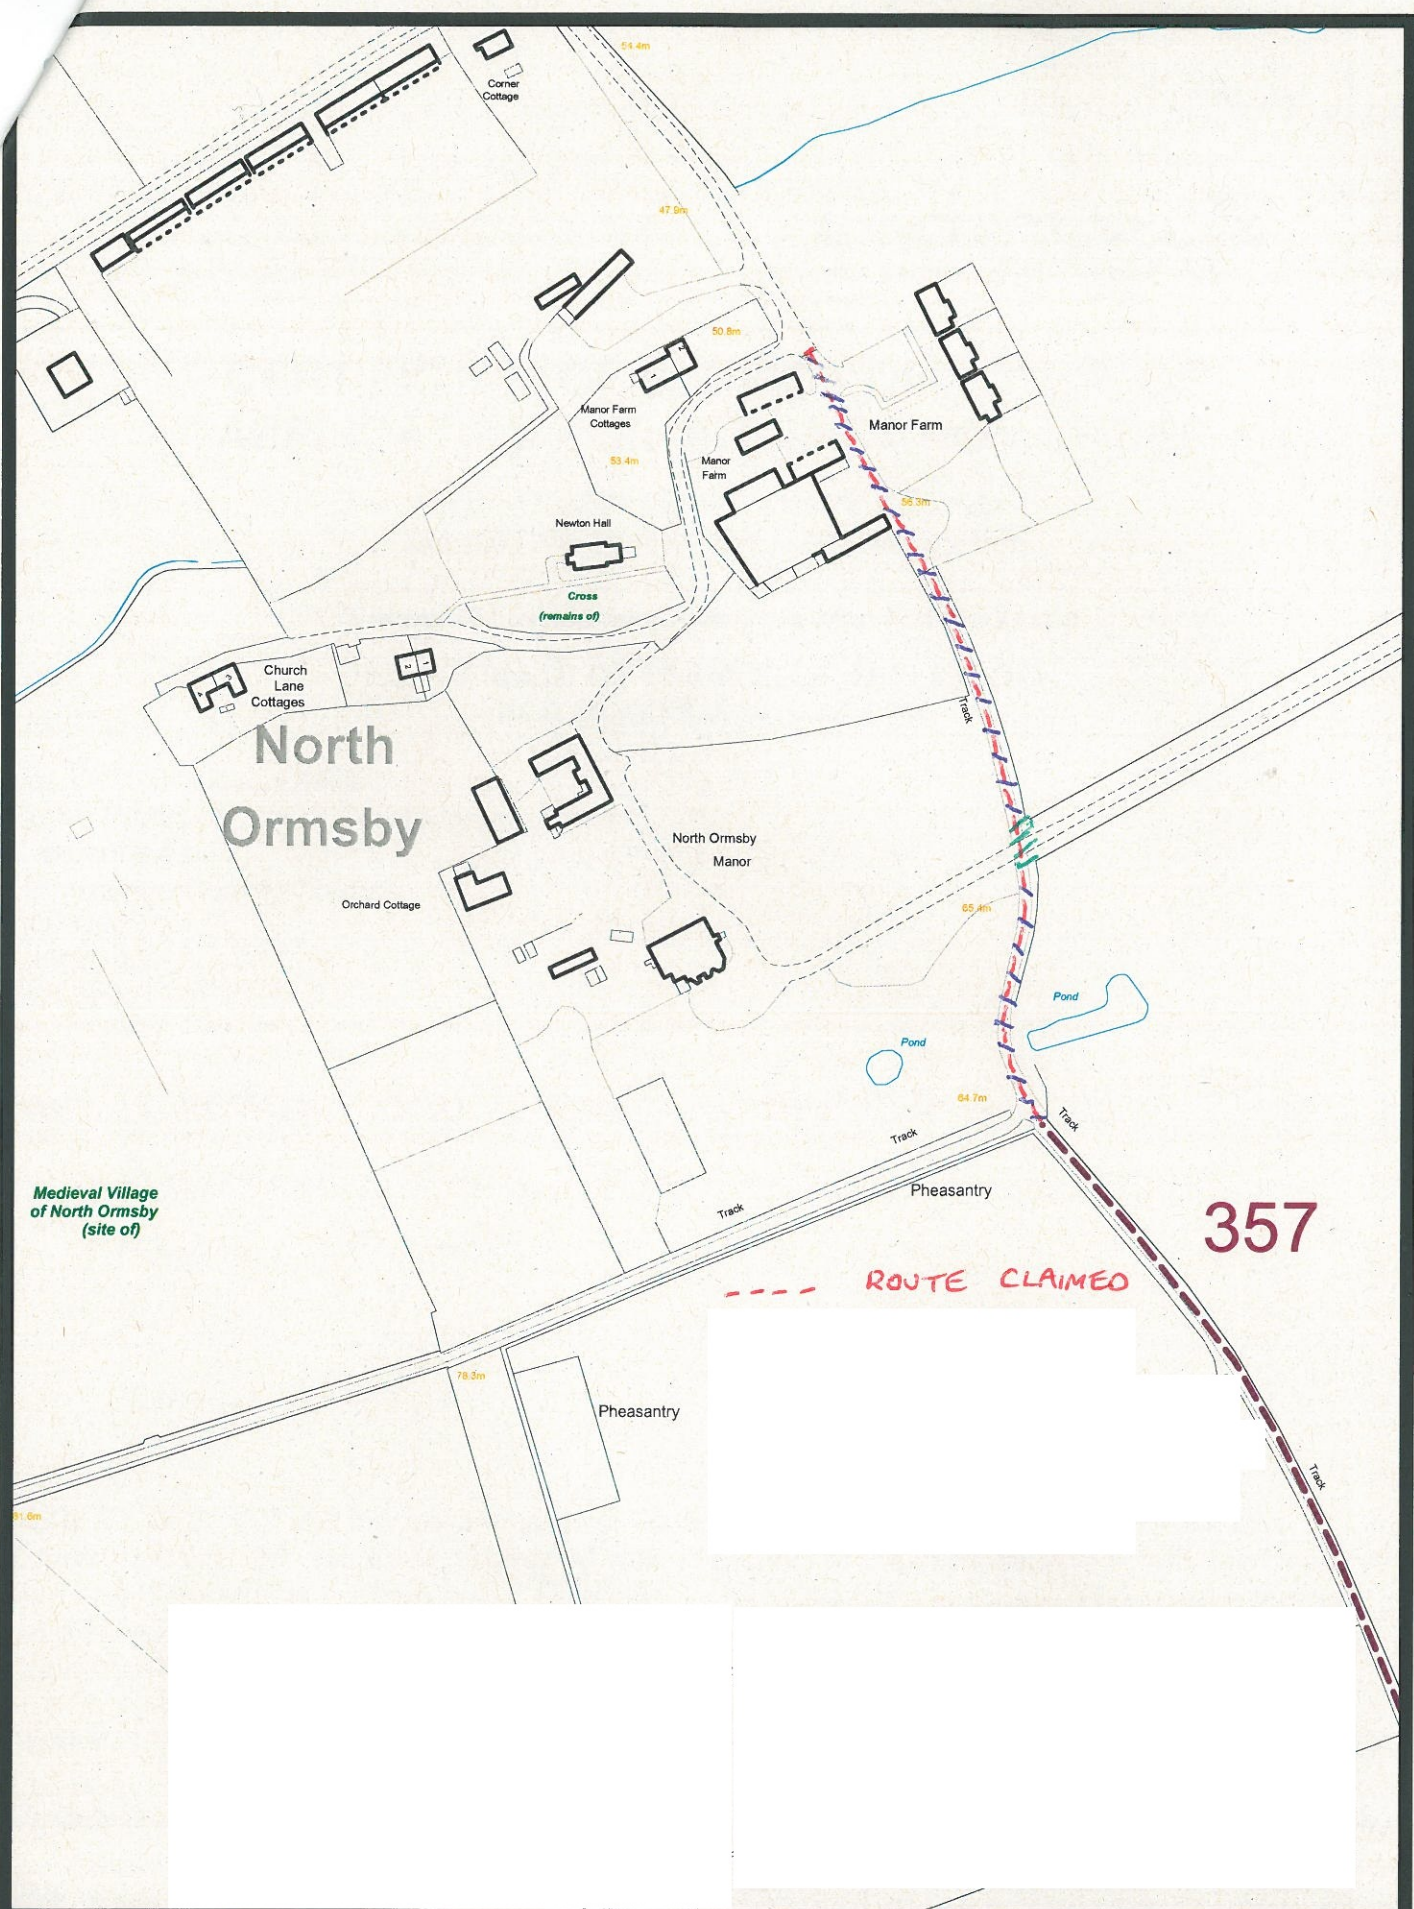 54.4m
Corner
Cottage
47.9m
50.8m
Manor Farm
Cottages
1
53.4m
Manor
Farm
Manor Farm
56.3m
Newton Hall
Cross
(remains of)
Church
Lane
Cottages
2
1
Track
North
Ormsby
North Ormsby
Manor
Orchard Cottage
65.4m
Pond
Pond
64.7m
Track
Track
Track
Pheasantry
Medieval Village
of North Ormsby
(site of)
357
ROUTE CLAIMED
78.3m
Pheasantry
Track
81.6m